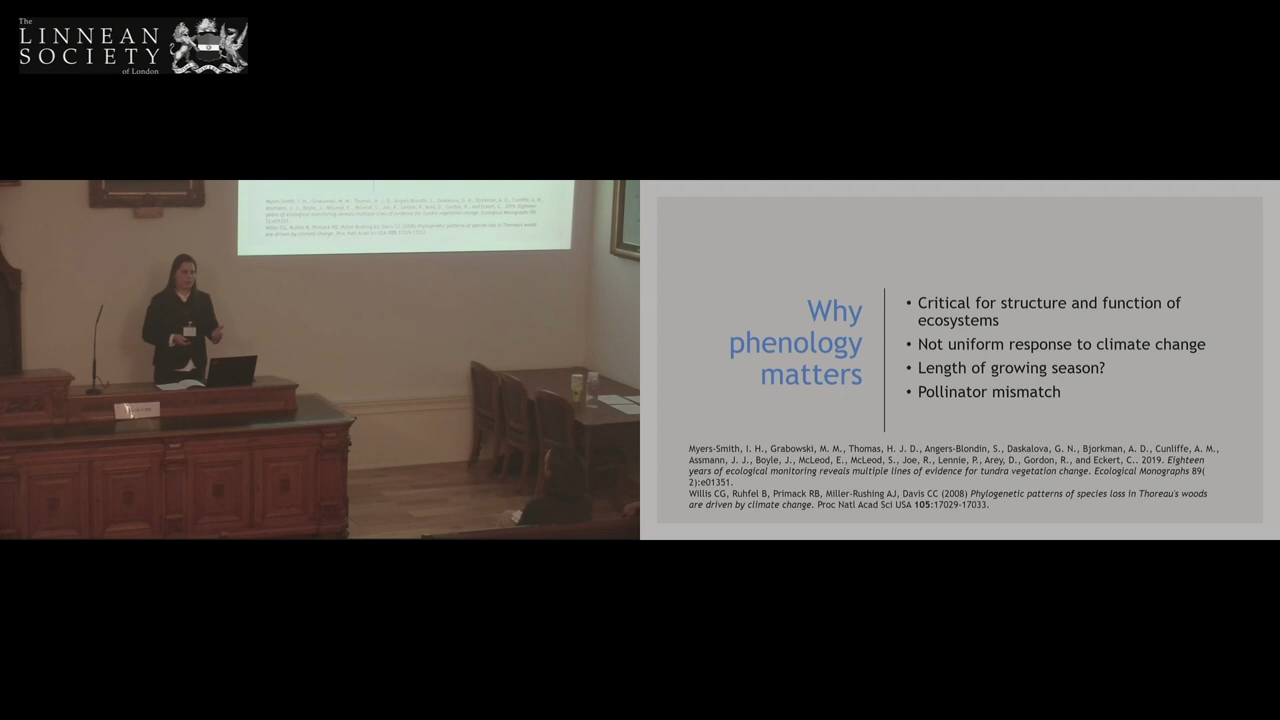 The
LINNEAN
SOCIETY
of London
Why
phenology
matters
• Critical for structure and function of
ecosystems
• Not uniform response to climate change
• Length of growing season?
• Pollinator mismatch
Myers-Smith, I. H., Grabowski, M. M., Thomas, H. J. D., Angers-Blondin, S., Daskalova, G. N., Bjorkman, A. D., Cunliffe, A. M.,
Assmann, J. J., Boyle, J., McLeod, E., McLeod, S., Joe, R., Lennie, P., Arey, D., Gordon, R., and Eckert, C.. 2019. Eighteen
years of ecological monitoring reveals multiple lines of evidence for tundra vegetation change. Ecological Monographs 89(
2):e01351.
Willis CG, Ruhfel B, Primack RB, Miller-Rushing AJ, Davis CC (2008) Phylogenetic patterns of species loss in Thoreau's woods
are driven by climate change. Proc Natl Acad Sci USA 105:17029-17033.